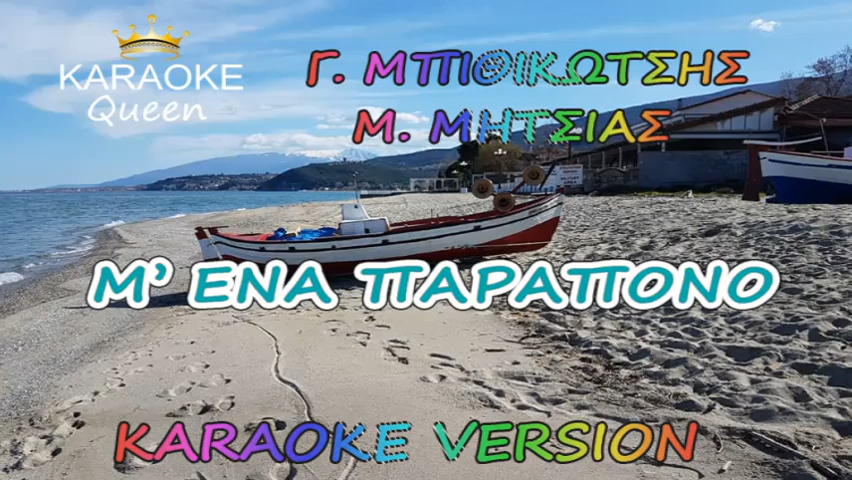 KARAOKE
Queen
Γ. ΜΠΙΘΙΚΩΤΣΗΣ
Μ. ΜΗΤΣΙΑΣ
Μ' ΕΝΑ ΠΑΡΑΠΟΝΟ
KARAOKE VERSION